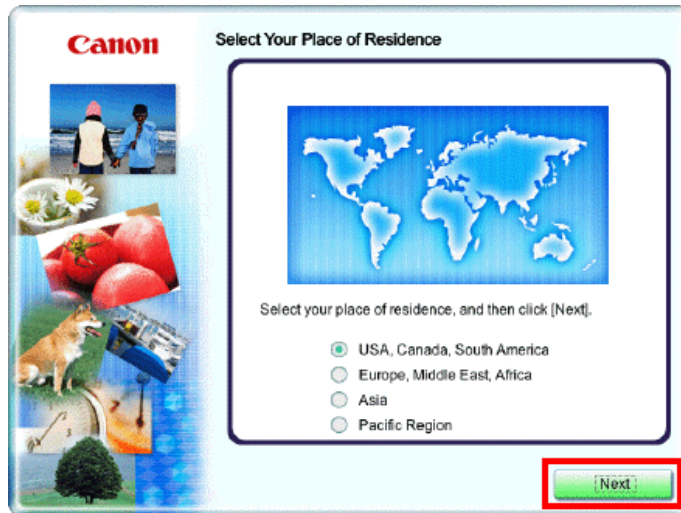 Canon
Select Your Place of Residence
Select your place of residence, and then click [Next].
USA, Canada, South America
Europe, Middle East, Africa
Asia
Pacific Region
Next